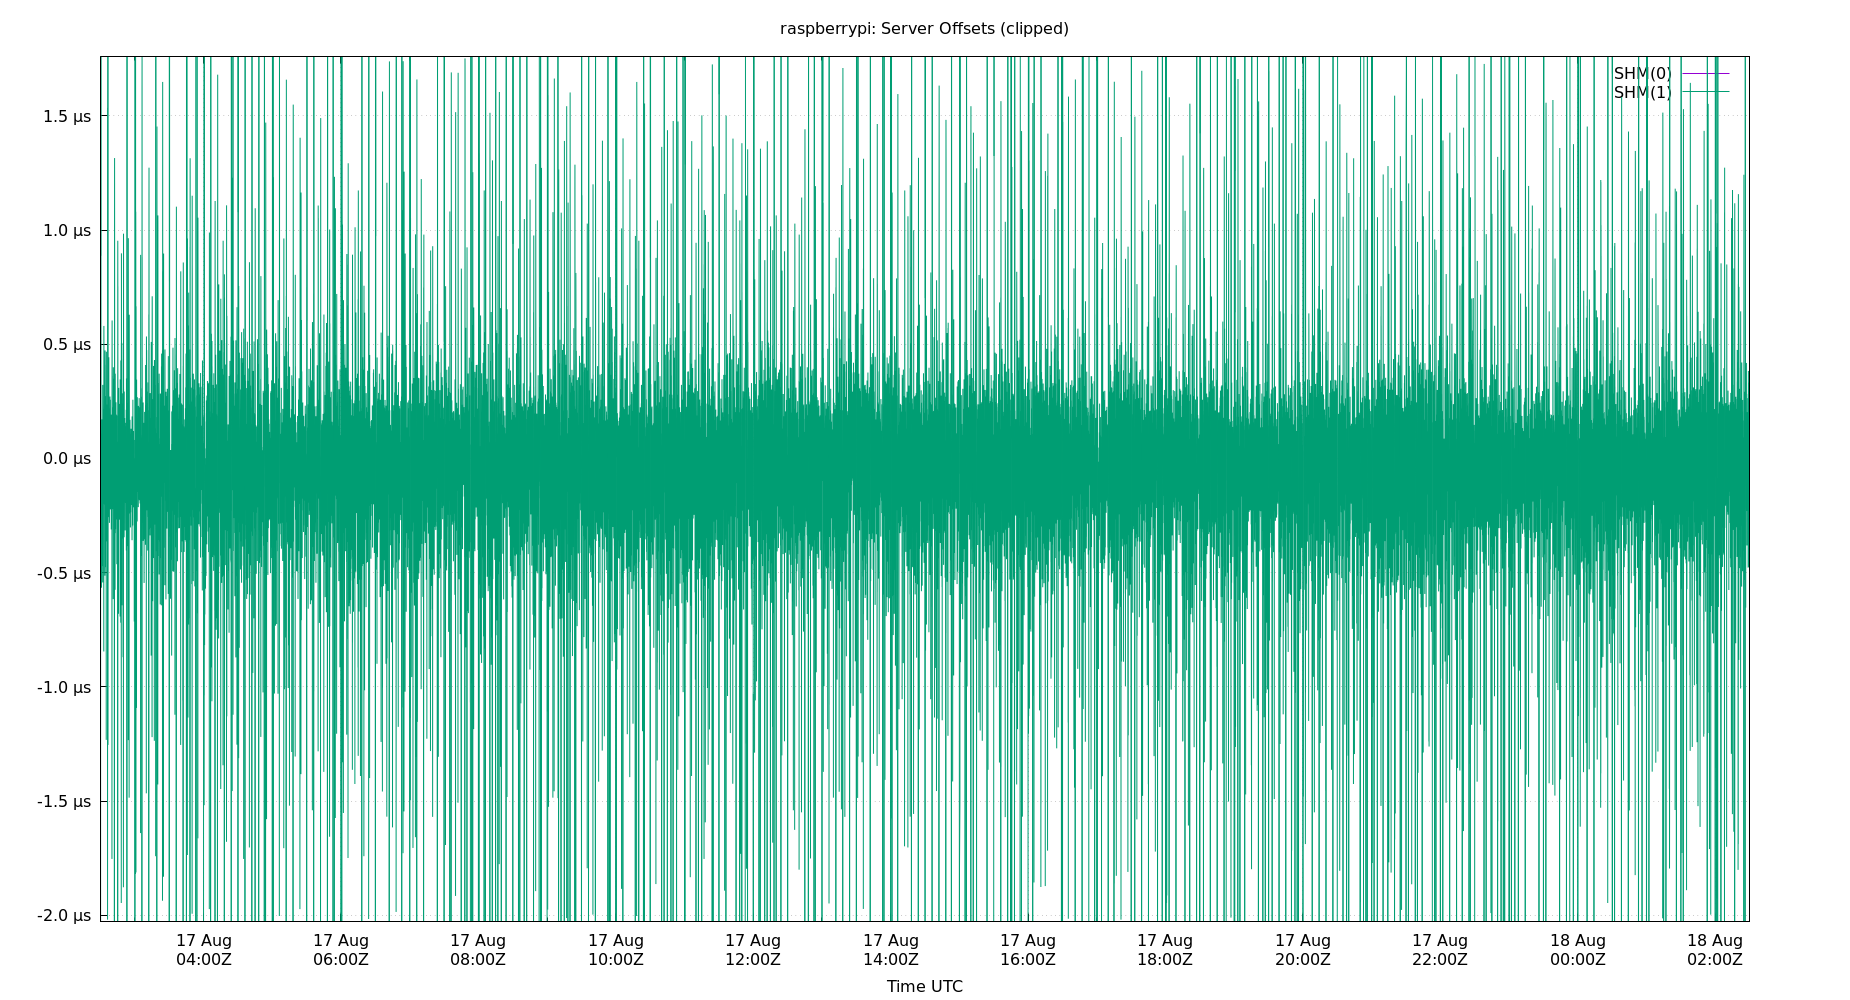 raspberrypi: Server Offsets (clipped)
SHM(0)
SHM(1)
1.5 µs
1.0 µs
0.5 µs
0.0 µs
-0.5 µs
-1.0 µs
-1.5 µs
-2.0 µs
17 Aug 17 Aug 17 Aug 17 Aug 17 Aug 17 Aug 17 Aug 17 Aug 17 Aug 17 Aug 18 Aug 18 Aug
04:00Z 06:00Z 08:00Z 10:00Z 12:00Z 14:00Z 16:00Z 18:00Z 20:00Z 22:00Z 00:00Z 02:00Z
Time UTC